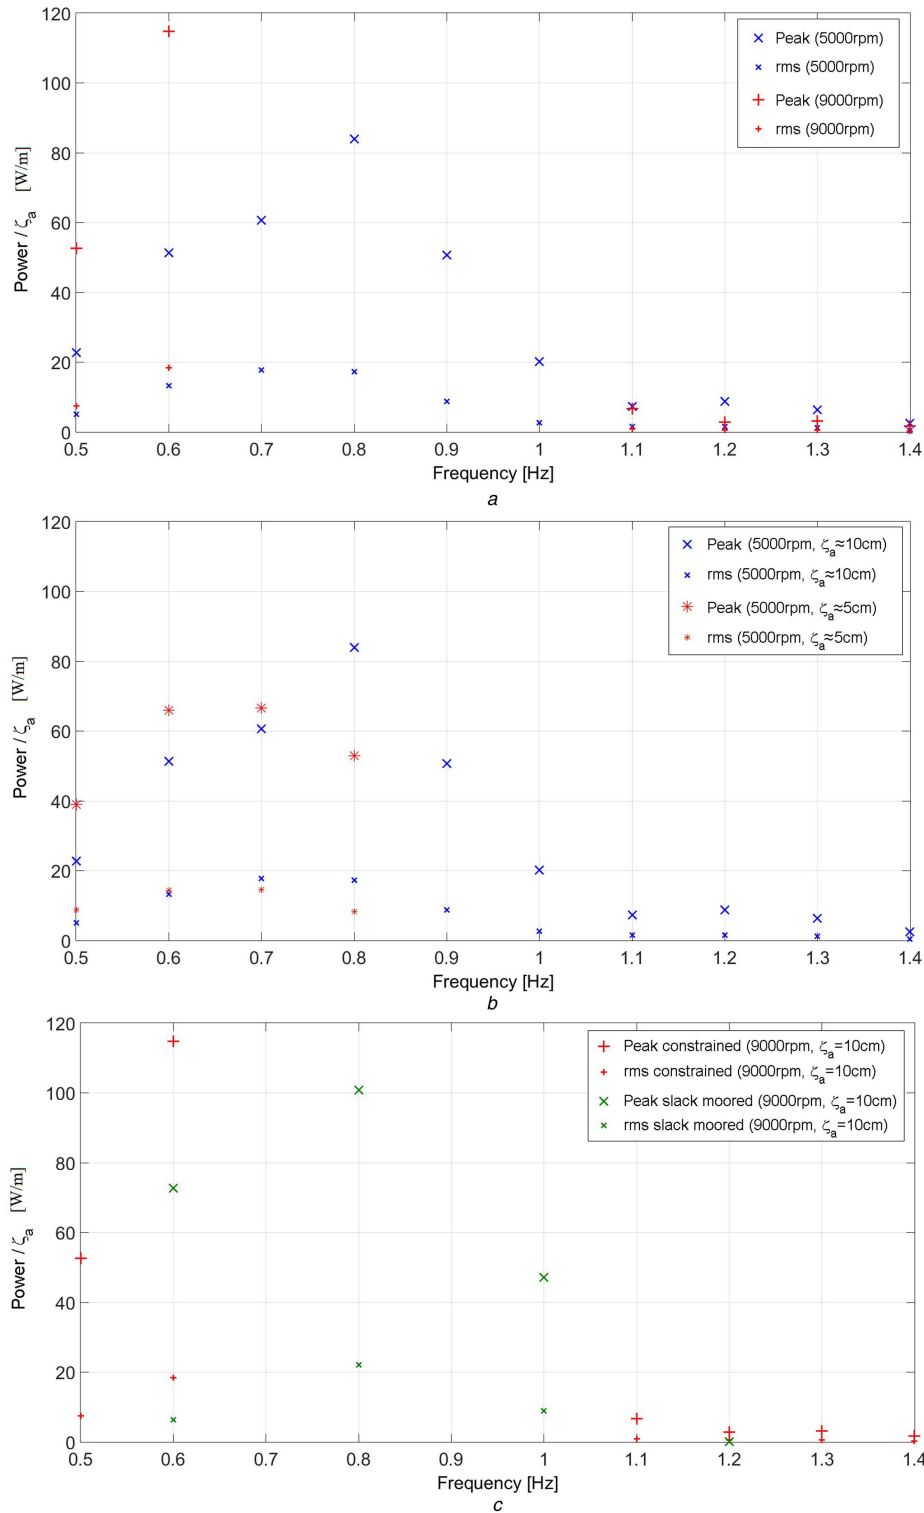 120
100
80
60
40
20
0
Power / ζa [W/m]
Peak (5000rpm)
rms (5000rpm)
Peak (9000rpm)
rms (9000rpm)
0.5 0.6 0.7 0.8 0.9 1 1.1 1.2 1.3 1.4
Frequency [Hz]
a
120
100
80
60
40
20
0
Power / ζa [W/m]
Peak (5000rpm, ζa≈10cm)
rms (5000rpm, ζa≈10cm)
Peak (5000rpm, ζa≈5cm)
rms (5000rpm, ζa≈5cm)
0.5 0.6 0.7 0.8 0.9 1 1.1 1.2 1.3 1.4
Frequency [Hz]
b
120
100
80
60
40
20
0
Power / ζa [W/m]
Peak constrained (9000rpm, ζa=10cm)
rms constrained (9000rpm, ζa=10cm)
Peak slack moored (9000rpm, ζa=10cm)
rms slack moored (9000rpm, ζa=10cm)
0.5 0.6 0.7 0.8 0.9 1 1.1 1.2 1.3 1.4
Frequency [Hz]
c